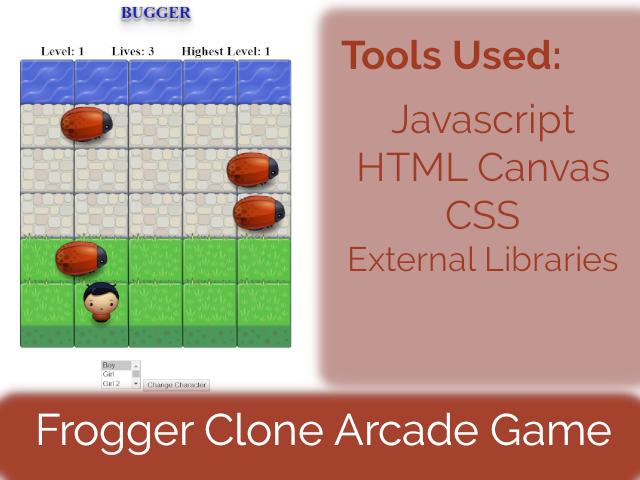 BUGGER
Level: 1 Lives: 3 Highest Level: 1
Boy
Girl
Girl 2
Change Character
Tools Used:
Javascript
HTML Canvas
CSS
External Libraries
Frogger Clone Arcade Game